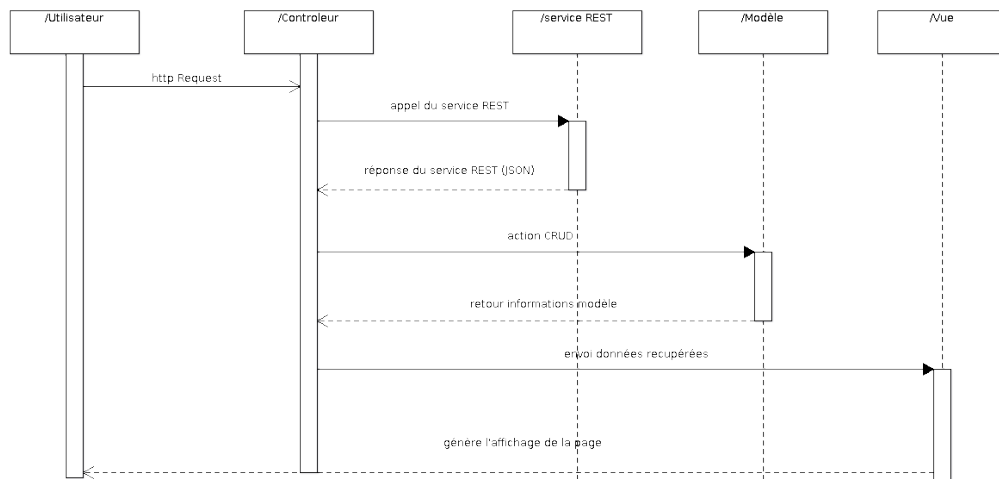 /Utilisateur
/Controleur
/service REST
/Modèle
/Vue
http Request
appel du service REST
réponse du service REST (JSON)
action CRUD
retour informations modèle
envoi données recupérées
génère l'affichage de la page